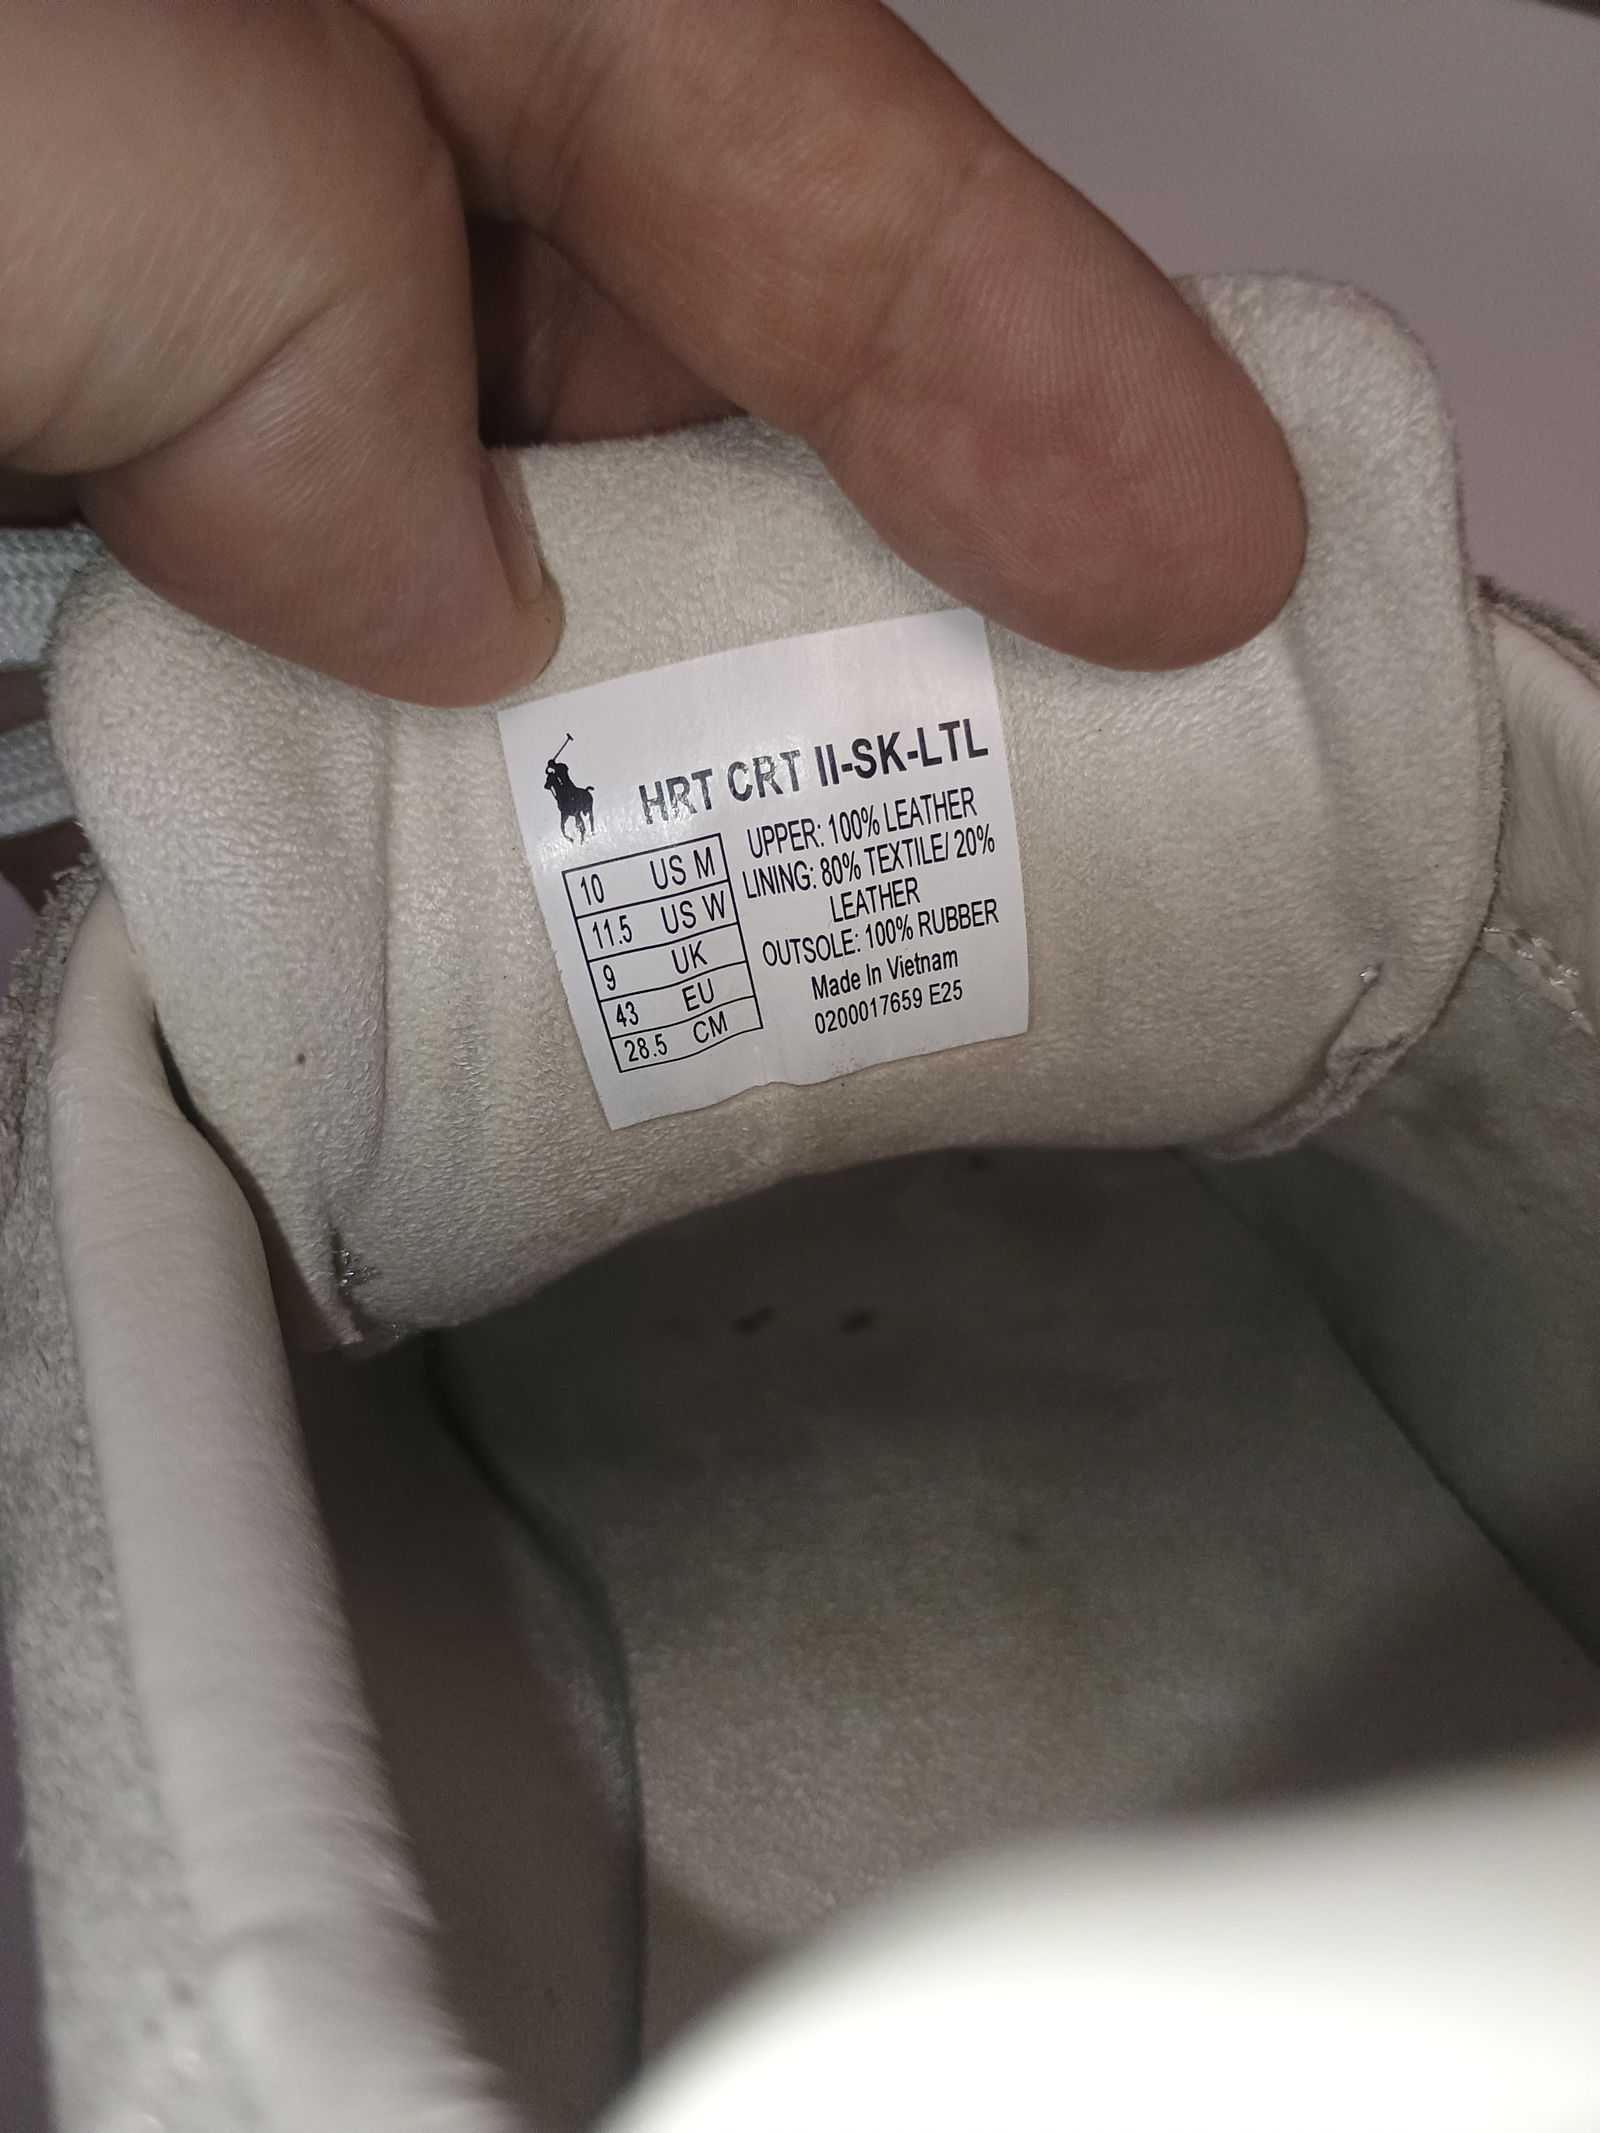 HRT CRT II-SK-LTL
10 US M
11.5 US W
9 UK
43 EU
28.5 CM
UPPER: 100% LEATHER
LINING: 80% TEXTILE/ 20%
LEATHER
OUTSOLE: 100% RUBBER
Made In Vietnam
0200017659 E25